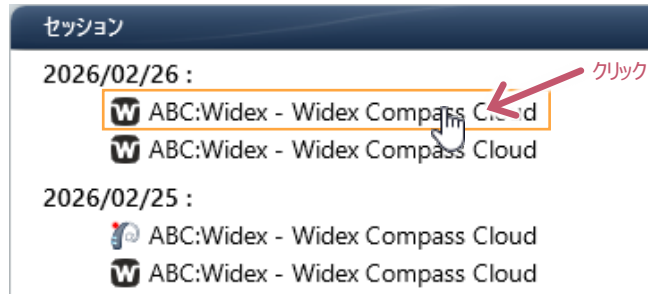 セッション
2026/02/26 :
クリック
ABC:Widex - Widex Compass Cloud
ABC:Widex - Widex Compass Cloud
2026/02/25 :
ABC:Widex - Widex Compass Cloud
ABC:Widex - Widex Compass Cloud